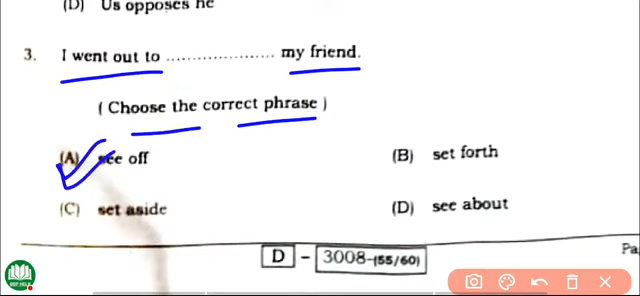 (D) Us opposes he
3. I went out to .................... my friend.
( Choose the correct phrase )
(A) see off
(B) set forth
(C) set aside
(D) see about
D - 3008-(55/60)
Pa